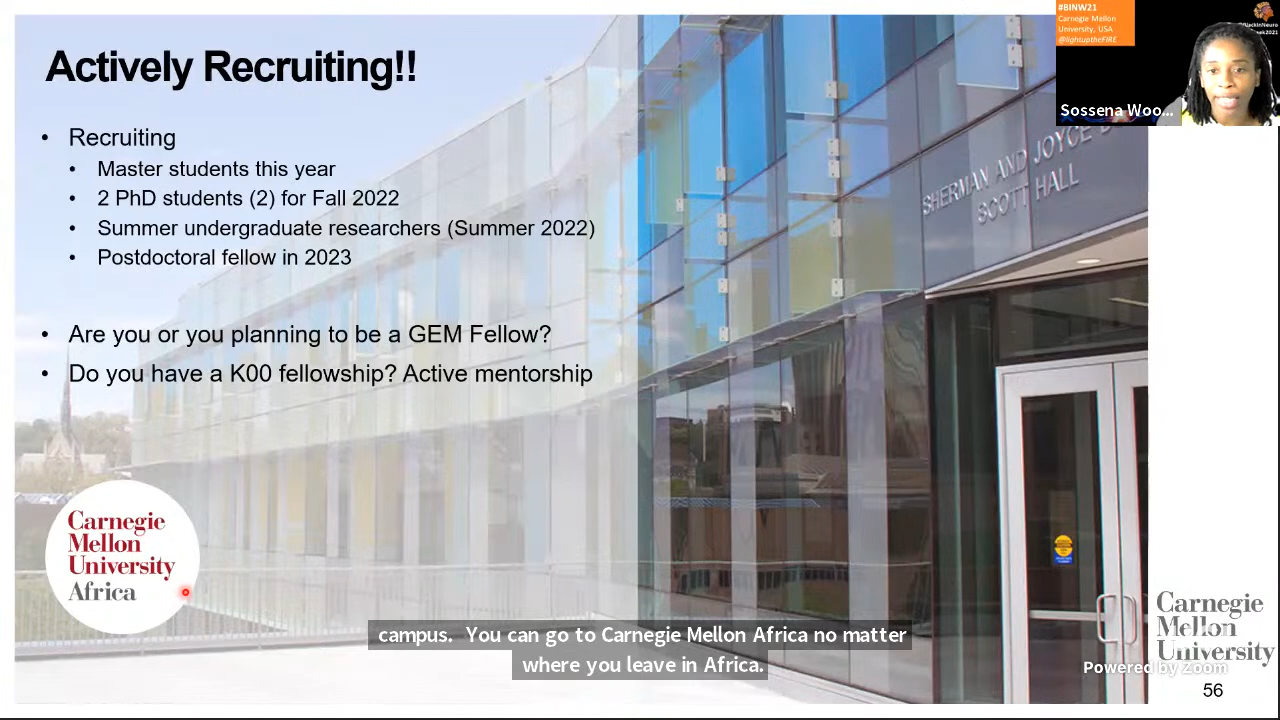 Actively Recruiting!!
• Recruiting
• Master students this year
• 2 PhD students (2) for Fall 2022
• Summer undergraduate researchers (Summer 2022)
• Postdoctoral fellow in 2023
• Are you or you planning to be a GEM Fellow?
• Do you have a K00 fellowship? Active mentorship
Carnegie
Mellon
University
Africa
#BINW21
Carnegie Mellon
University, USA
@lightuptheFIRE
Sossena Woo...
SHERMAN AND JOYCE
SCOTT HALL
campus. You can go to Carnegie Mellon Africa no matter
where you leave in Africa.
Carnegie
Mellon
University
Powered by Zoom
56